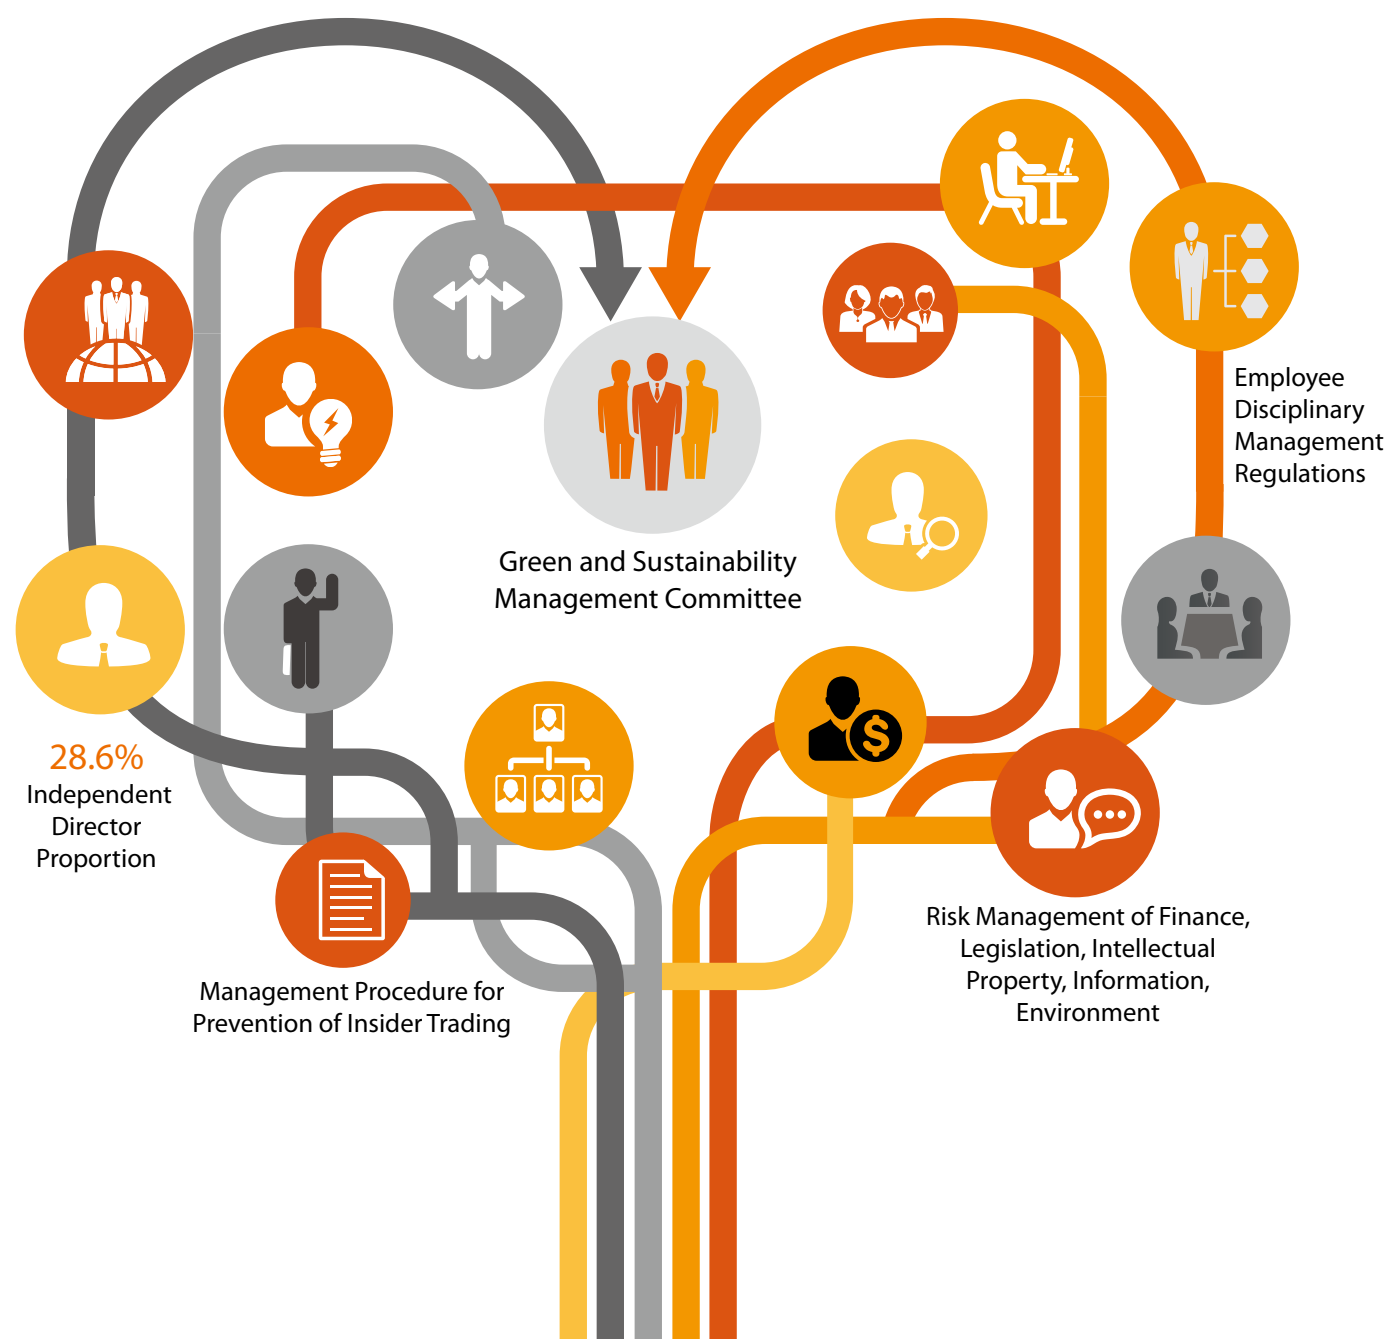 Employee
Disciplinary
Management
Regulations
Green and Sustainability
Management Committee
28.6%
Independent
Director
Proportion
$
Risk Management of Finance,
Legislation, Intellectual
Property, Information,
Environment
Management Procedure for
Prevention of Insider Trading